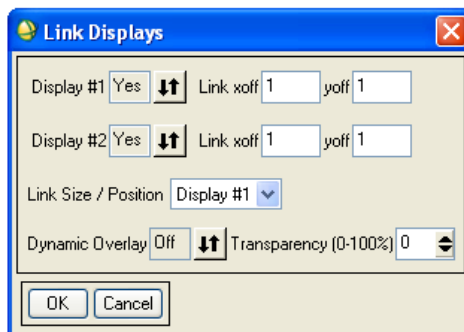 Link Displays
Display #1 Yes Link xoff 1 yoff 1
Display #2 Yes Link xoff 1 yoff 1
Link Size / Position Display #1
Dynamic Overlay Off Transparency (0-100%) 0
OK Cancel